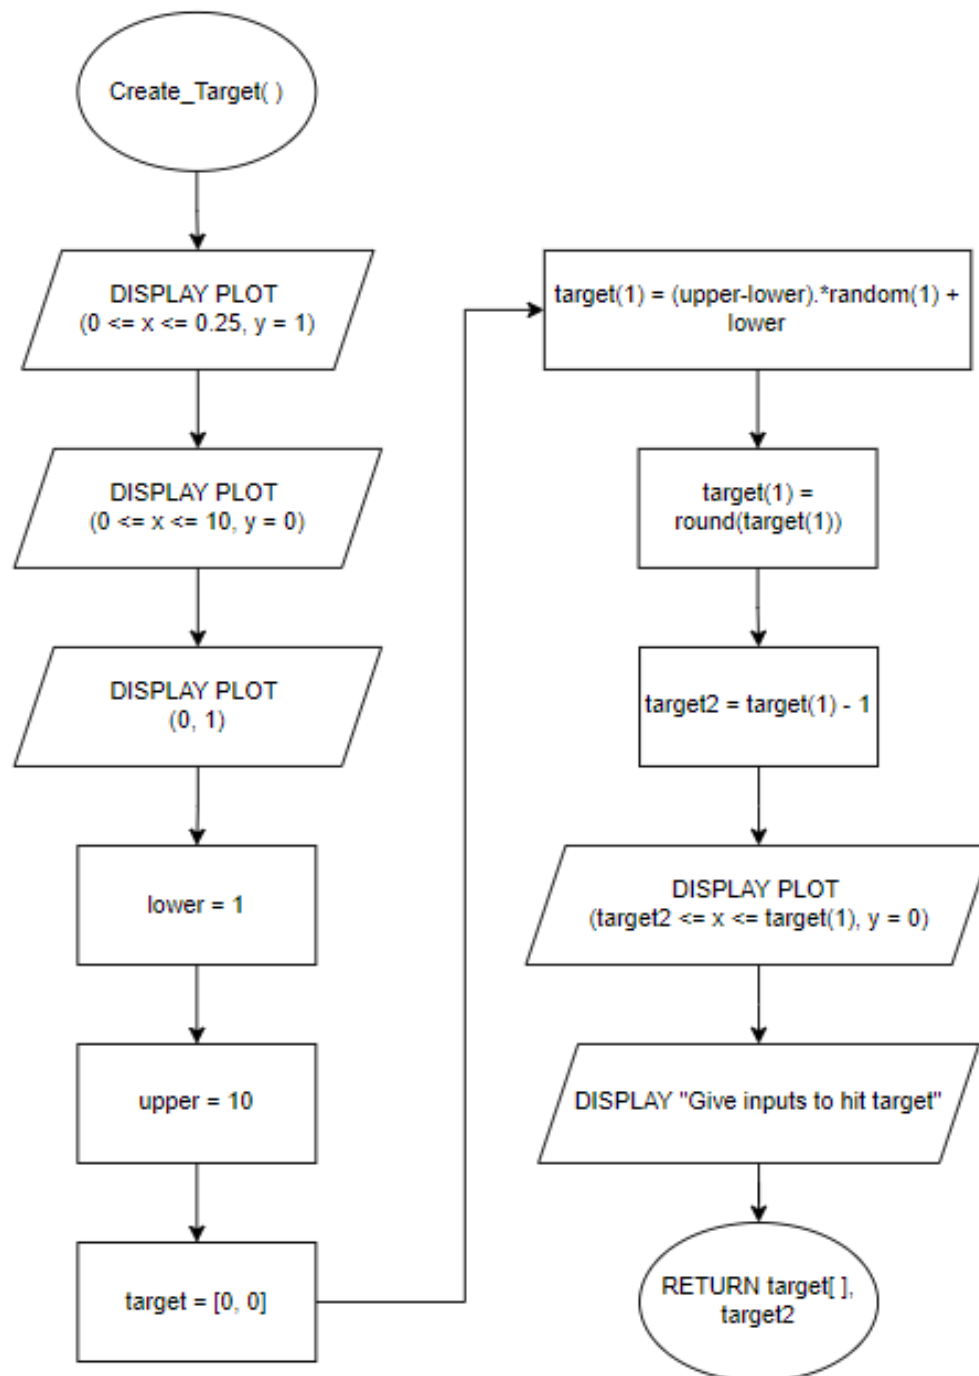 Create_Target( )
DISPLAY PLOT
(0 <= x <= 0.25, y = 1)
DISPLAY PLOT
(0 <= x <= 10, y = 0)
DISPLAY PLOT
(0, 1)
lower = 1
upper = 10
target = [0, 0]
target(1) = (upper-lower).*random(1) +
lower
target(1) =
round(target(1))
target2 = target(1) - 1
DISPLAY PLOT
(target2 <= x <= target(1), y = 0)
DISPLAY "Give inputs to hit target"
RETURN target[ ],
target2